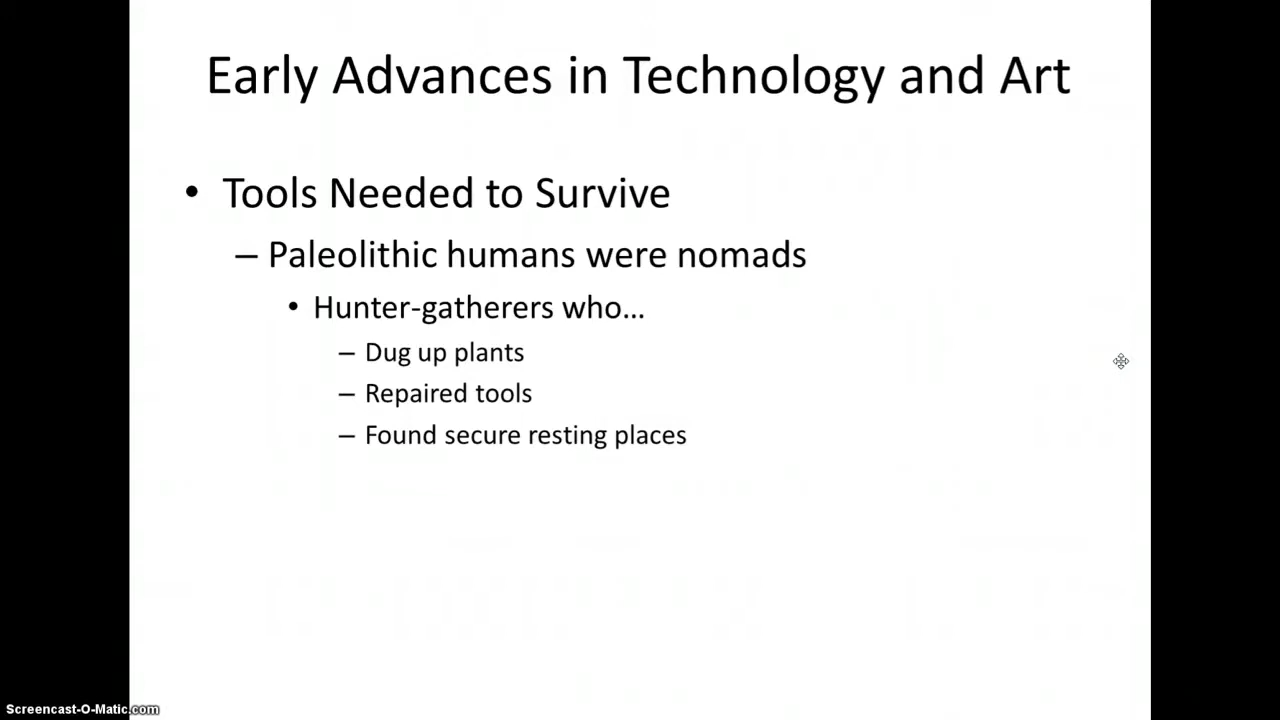 Early Advances in Technology and Art
• Tools Needed to Survive
– Paleolithic humans were nomads
• Hunter-gatherers who…
– Dug up plants
– Repaired tools
– Found secure resting places
Screencast-O-Matic.com